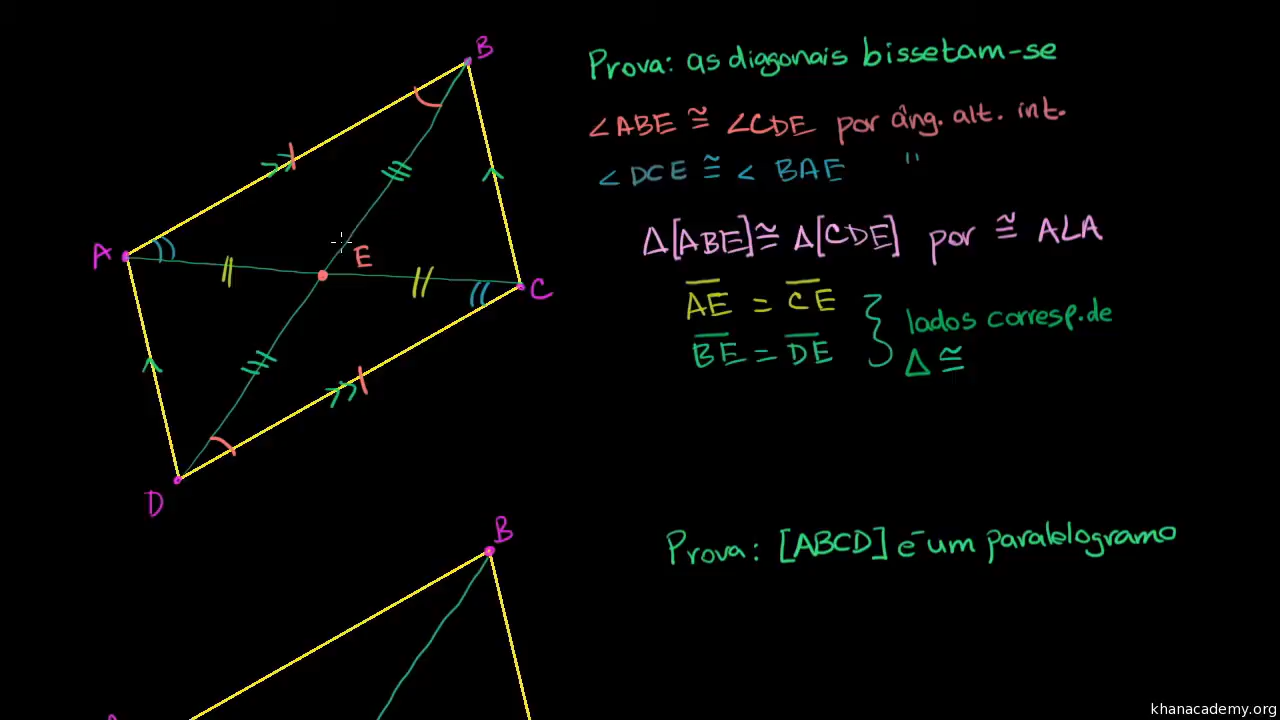 B
Prova: as diagonais bissetam-se
∠ABE ≅ ∠CDE por âng. alt. int.
∠DCE ≅ ∠BAE "
A
E
Δ[ABE] ≅ Δ[CDE] por ≅ ALA
C
AE = CE
BE = DE } lados corresp. de
Δ ≅
D
B
Prova: [ABCD] é um paralelogramo
A
khanacademy.org